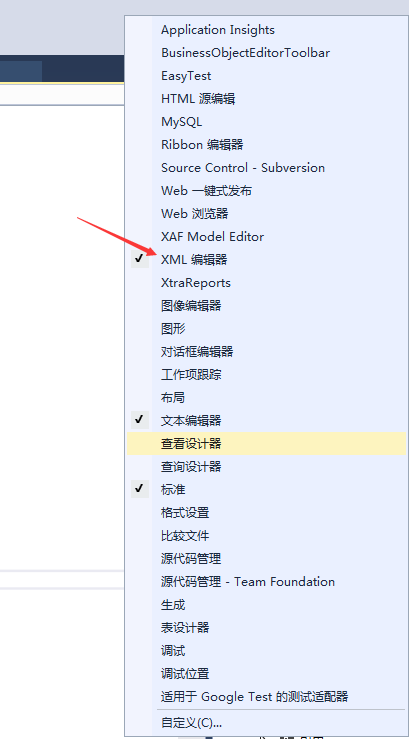 Application Insights
BusinessObjectEditorToolbar
EasyTest
HTML 源编辑
MySQL
Ribbon 编辑器
Source Control - Subversion
Web 一键式发布
Web 浏览器
XAF Model Editor
XML 编辑器
XtraReports
图像编辑器
图形
对话框编辑器
工作项跟踪
布局
文本编辑器
查看设计器
查询设计器
标准
格式设置
比较文件
源代码管理
源代码管理 - Team Foundation
生成
表设计器
调试
调试位置
适用于 Google Test 的测试适配器
自定义(C)...